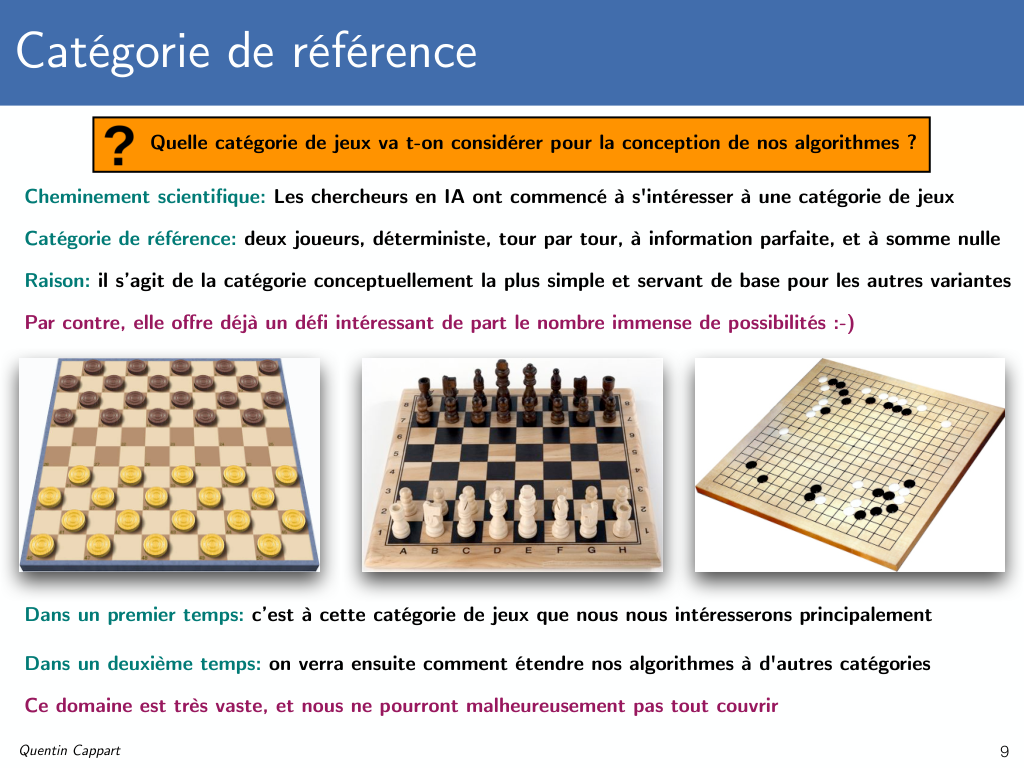 Catégorie de référence
? Quelle catégorie de jeux va t-on considérer pour la conception de nos algorithmes ?
Cheminement scientifique: Les chercheurs en IA ont commencé à s'intéresser à une catégorie de jeux
Catégorie de référence: deux joueurs, déterministe, tour par tour, à information parfaite, et à somme nulle
Raison: il s'agit de la catégorie conceptuellement la plus simple et servant de base pour les autres variantes
Par contre, elle offre déjà un défi intéressant de part le nombre immense de possibilités :-)
8
7
6
5
4
3
2
1
A B C D E F G H
Dans un premier temps: c'est à cette catégorie de jeux que nous nous intéresserons principalement
Dans un deuxième temps: on verra ensuite comment étendre nos algorithmes à d'autres catégories
Ce domaine est très vaste, et nous ne pourront malheureusement pas tout couvrir
Quentin Cappart
9